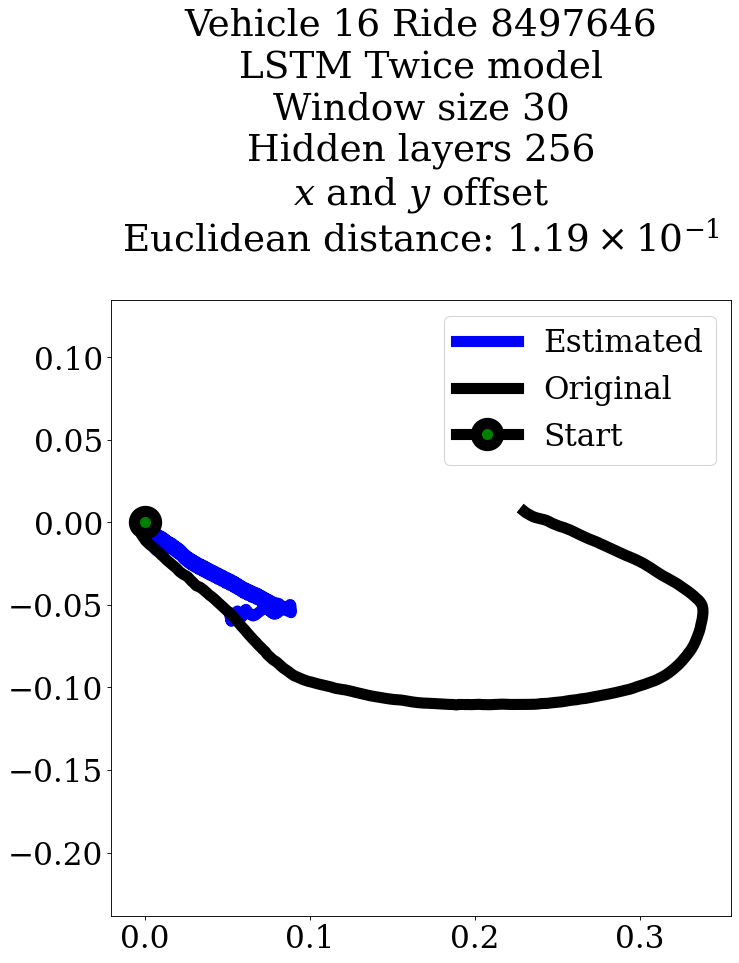 Vehicle 16 Ride 8497646
LSTM Twice model
Window size 30
Hidden layers 256
x and y offset
Euclidean distance: 1.19 × 10⁻¹
Estimated
Original
Start
0.10
0.05
0.00
−0.05
−0.10
−0.15
−0.20
0.0 0.1 0.2 0.3